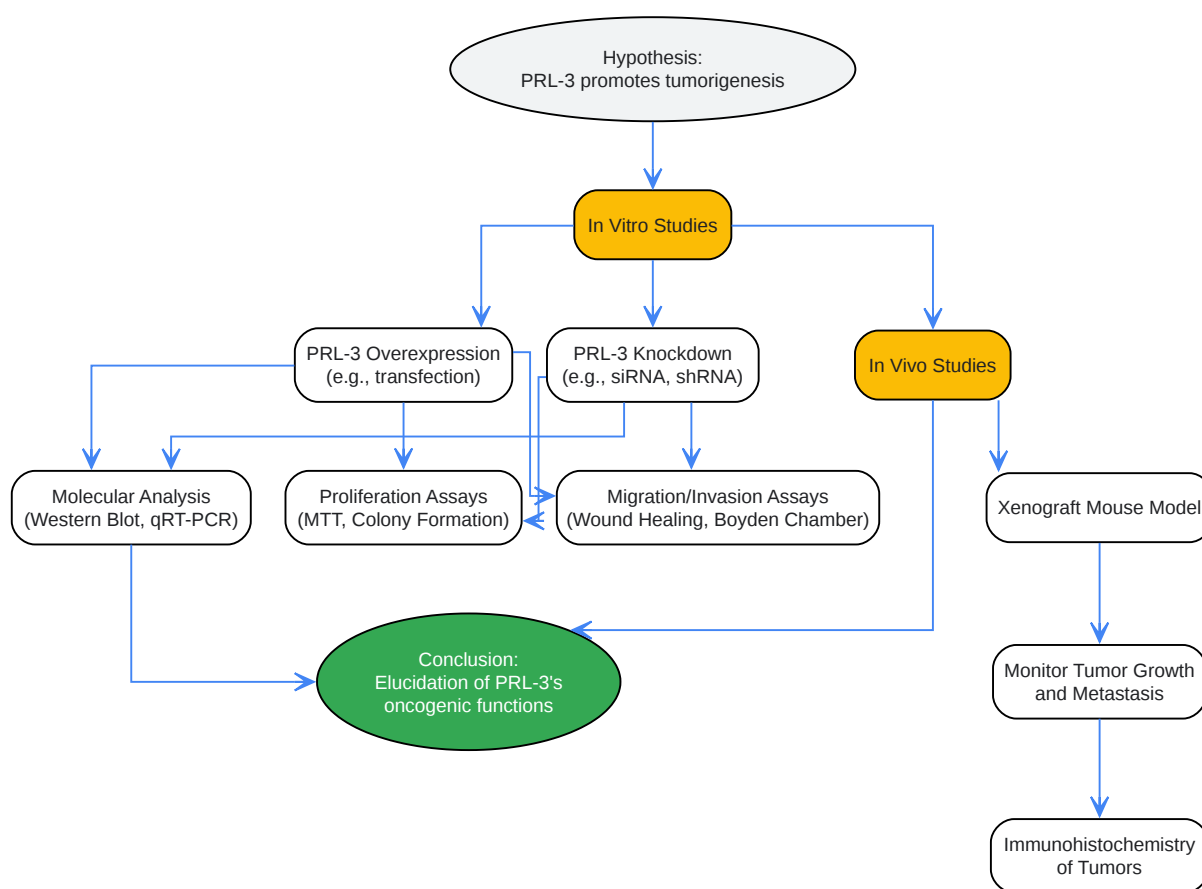 Hypothesis:
PRL-3 promotes tumorigenesis
In Vitro Studies
PRL-3 Overexpression
(e.g., transfection)
PRL-3 Knockdown
(e.g., siRNA, shRNA)
In Vivo Studies
Molecular Analysis
(Western Blot, qRT-PCR)
Proliferation Assays
(MTT, Colony Formation)
Migration/Invasion Assays
(Wound Healing, Boyden Chamber)
Xenograft Mouse Model
Conclusion:
Elucidation of PRL-3's
oncogenic functions
Monitor Tumor Growth
and Metastasis
Immunohistochemistry
of Tumors